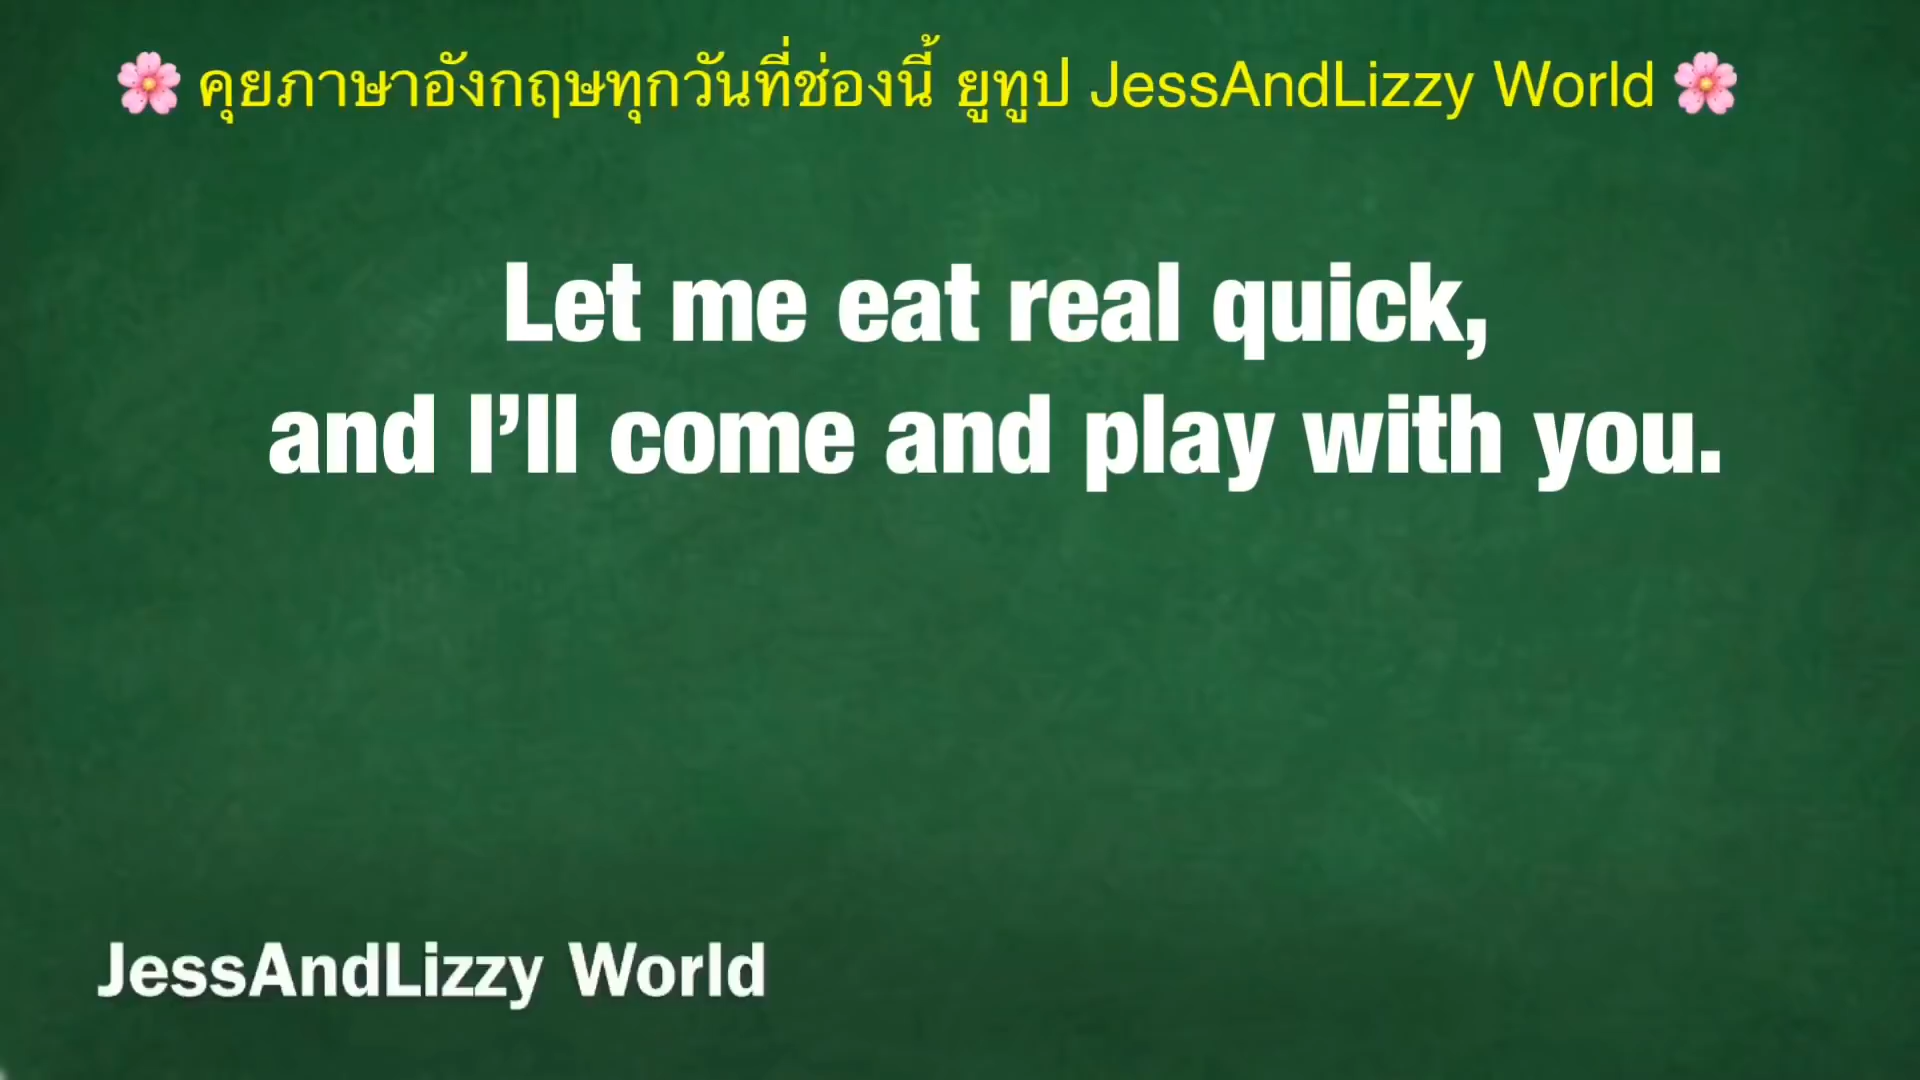 🌸 คุยภาษาอังกฤษทุกวันที่ช่องนี้ ยูทูป JessAndLizzy World 🌸
Let me eat real quick,
and I’ll come and play with you.
JessAndLizzy World